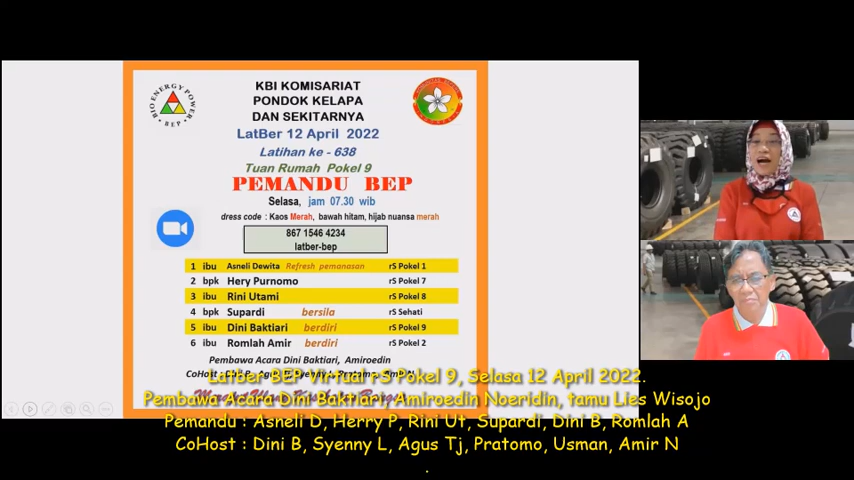 BIO ENERGY POWER
BEP
KBI KOMISARIAT
PONDOK KELAPA
DAN SEKITARNYA
LatBer 12 April 2022
Latihan ke - 638
Tuan Rumah Pokel 9
PEMANDU BEP
Selasa, jam 07.30 wib
dress code : Kaos Merah, bawah hitam, hijab nuansa merah
867 1546 4234
latber-bep
1 ibu Asneli Dewita Refresh pemanasan rS Pokel 1
2 bpk Hery Purnomo rS Pokel 7
3 ibu Rini Utami rS Pokel 8
4 bpk Supardi bersila rS Sehati
5 ibu Dini Baktiari berdiri rS Pokel 9
6 ibu Romlah Amir berdiri rS Pokel 2
Pembawa Acara Dini Baktiari, Amiroedin
CoHost :
LatBer BEP Virtual rS Pokel 9, Selasa 12 April 2022.
Pembawa Acara Dini Baktiari, Amiroedin Noeridin, tamu Lies Wisojo
Pemandu : Asneli D, Herry P, Rini Ut, Supardi, Dini B, Romlah A
CoHost : Dini B, Syenny L, Agus Tj, Pratomo, Usman, Amir N
.